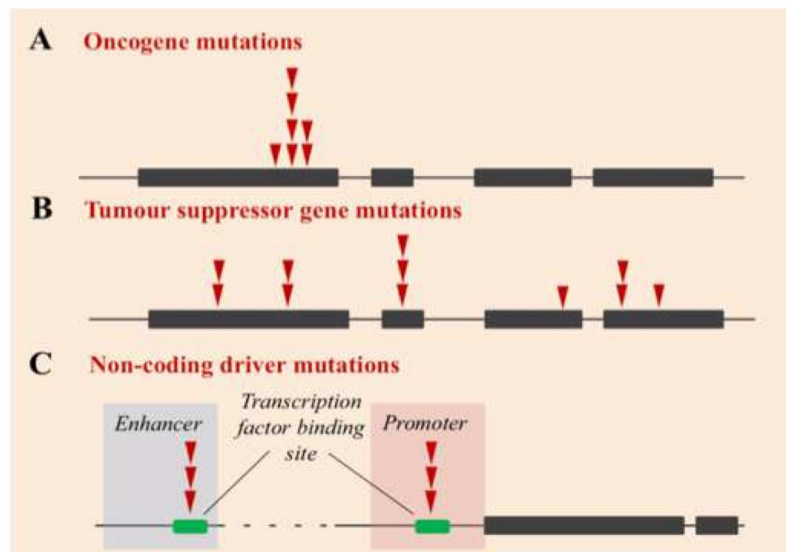 A Oncogene mutations
B Tumour suppressor gene mutations
C Non-coding driver mutations
Enhancer
Transcription
factor binding
site
Promoter